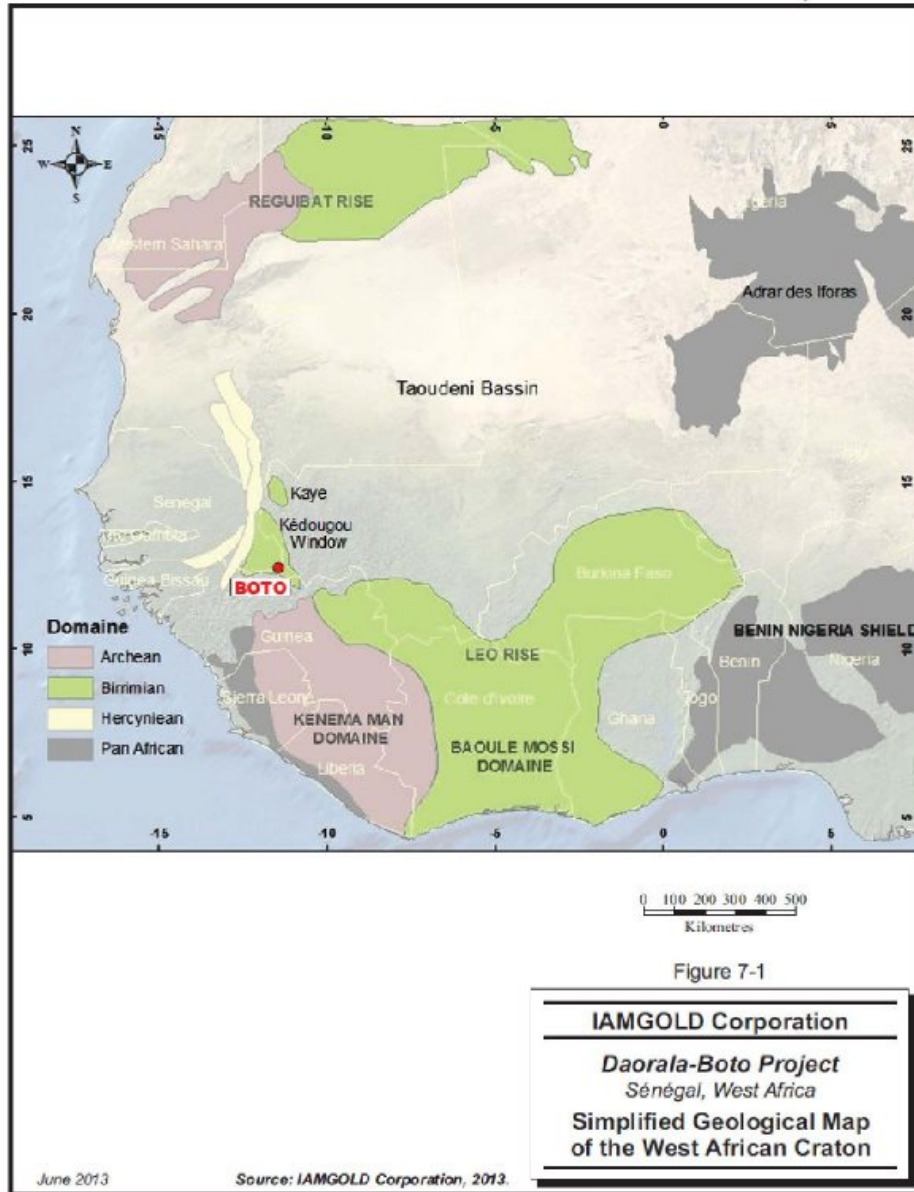 -15
-10
-5
0
5
25
25
N
W
E
S
REGUIBAT RISE
Western Sahara
Algeria
Adrar des Iforas
20
20
Taoudeni Bassin
15
15
Kaye
Senegal
Kédougou
Window
Guinea Bissau
BOTO
Burkina Faso
Domaine
Archean
Birrimian
Hercyniean
Pan African
10
10
Guinea
LEO RISE
BENIN NIGERIA SHIELD
Benin
Nigeria
Sierra Leone
Cote d'Ivoire
Togo
Ghana
KENEMA MAN
DOMAINE
BAOULE MOSSI
DOMAINE
Liberia
5
5
-15
-10
-5
0
5
0 100 200 300 400 500
Kilometres
Figure 7-1
IAMGOLD Corporation
Daorala-Boto Project
Sénégal, West Africa
Simplified Geological Map
of the West African Craton
June 2013
Source: IAMGOLD Corporation, 2013.